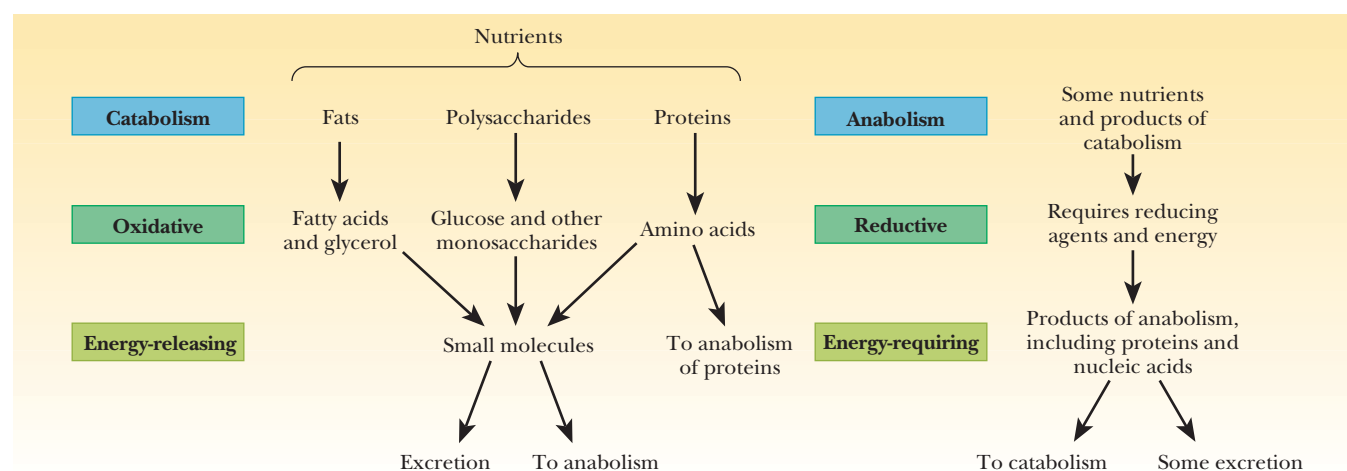 Nutrients
Catabolism
Fats
Polysaccharides
Proteins
Anabolism
Some nutrients
and products of
catabolism
Oxidative
Fatty acids
and glycerol
Glucose and other
monosaccharides
Amino acids
Reductive
Requires reducing
agents and energy
Energy-releasing
Small molecules
To anabolism
of proteins
Energy-requiring
Products of anabolism,
including proteins and
nucleic acids
Excretion
To anabolism
To catabolism
Some excretion